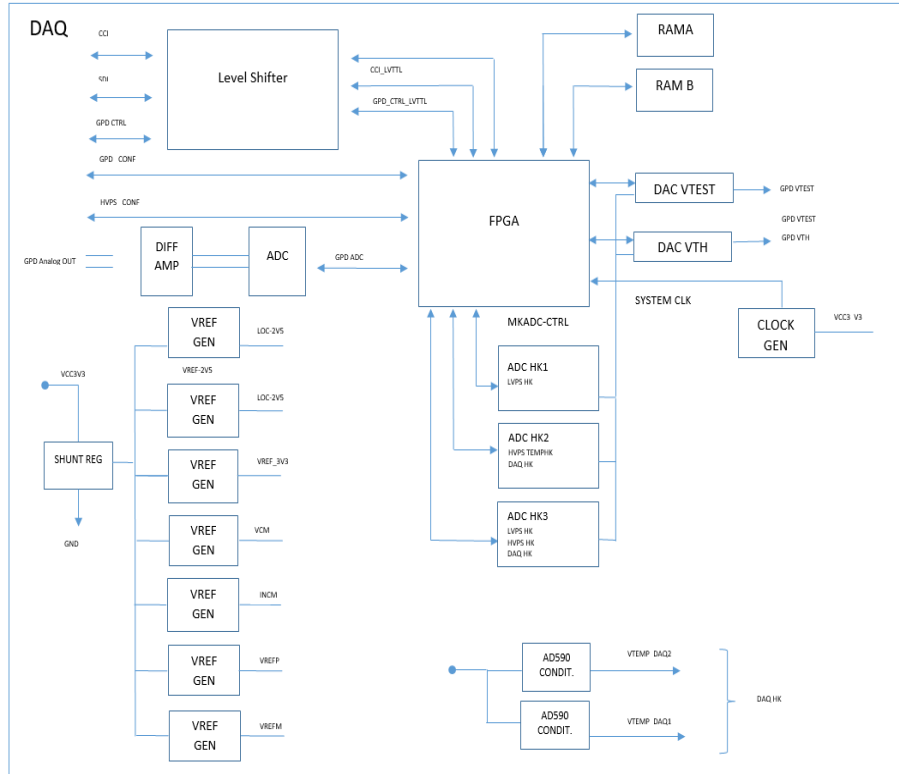 DAQ
CCI
SDI
GPD CTRL
GPD CONF
HVPS CONF
Level Shifter
CCI_LVTTL
GPD_CTRL_LVTTL
RAMA
RAM B
FPGA
DAC VTEST
GPD VTEST
GPD VTEST
DAC VTH
GPD VTH
GPD Analog OUT
DIFF
AMP
ADC
GPD ADC
SYSTEM CLK
MKADC-CTRL
CLOCK
GEN
VCC3 V3
VREF
GEN
LOC-2V5
VREF-2V5
VCC3V3
VREF
GEN
LOC-2V5
SHUNT REG
GND
VREF
GEN
VREF_3V3
VREF
GEN
VCM
VREF
GEN
INCM
VREF
GEN
VREFP
VREF
GEN
VREFM
ADC HK1
LVPS HK
ADC HK2
HVPS TEMPHK
DAQ HK
ADC HK3
LVPS HK
HVPS HK
DAQ HK
AD590
CONDIT.
VTEMP DAQ2
AD590
CONDIT.
VTEMP DAQ1
DAQ HK